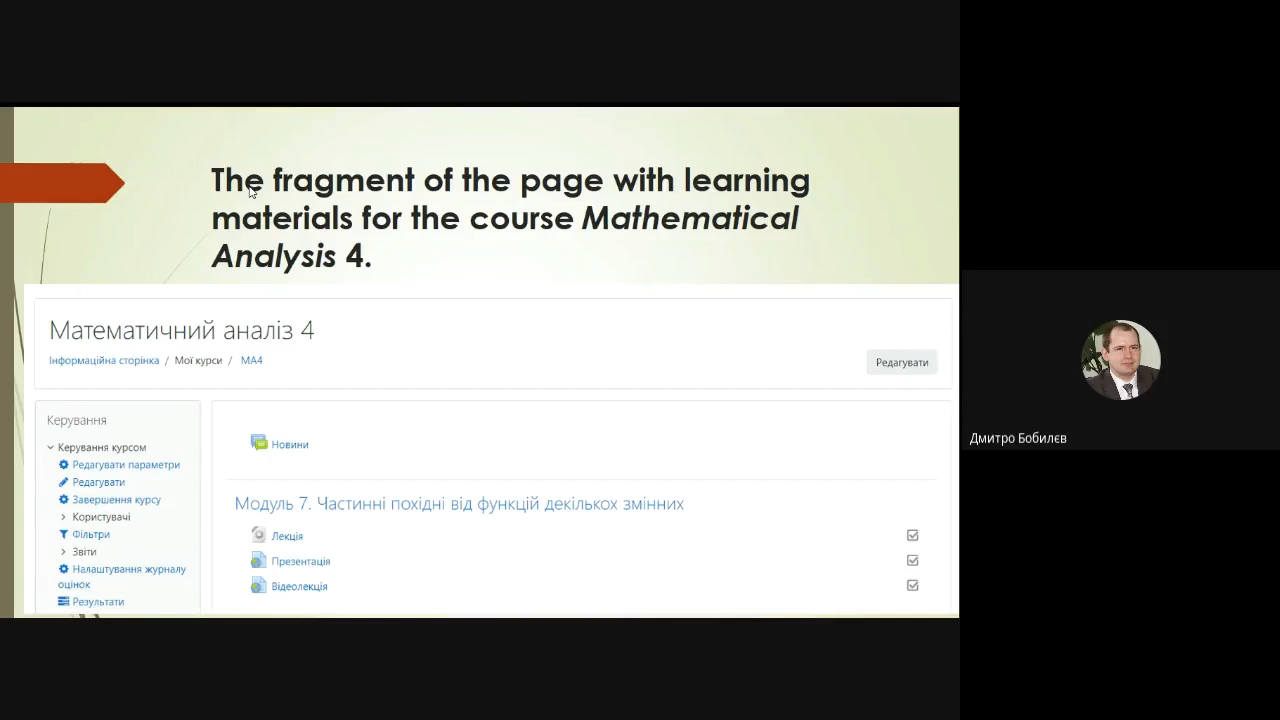 The fragment of the page with learning
materials for the course Mathematical
Analysis 4.
Математичний аналіз 4
Інформаційна сторінка / Мої курси / МА4
Редагувати
Керування
Керування курсом
Редагувати параметри
Редагувати
Завершення курсу
Користувачі
Фільтри
Звіти
Налаштування журналу
оцінок
Результати
Новини
Модуль 7. Частинні похідні від функцій декількох змінних
Лекція
Презентація
Відеолекція
Дмитро Бобилєв